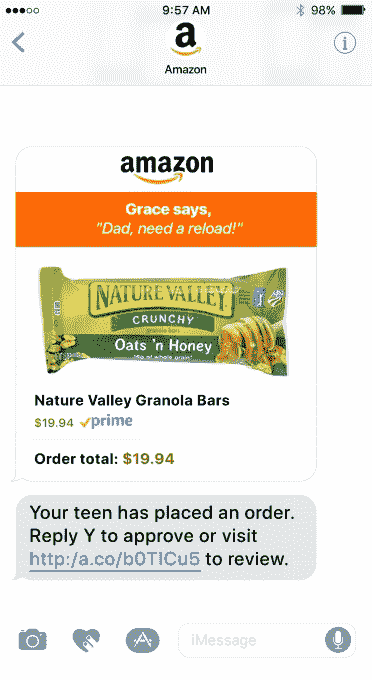 9:57 AM
98%
a
Amazon
amazon
Grace says,
"Dad, need a reload!"
NATURE VALLEY
CRUNCHY
granola bars
Oats 'n Honey
Nature Valley Granola Bars
$19.94 prime
Order total: $19.94
Your teen has placed an order.
Reply Y to approve or visit
http:/a.co/b0TICu5 to review.
iMessage